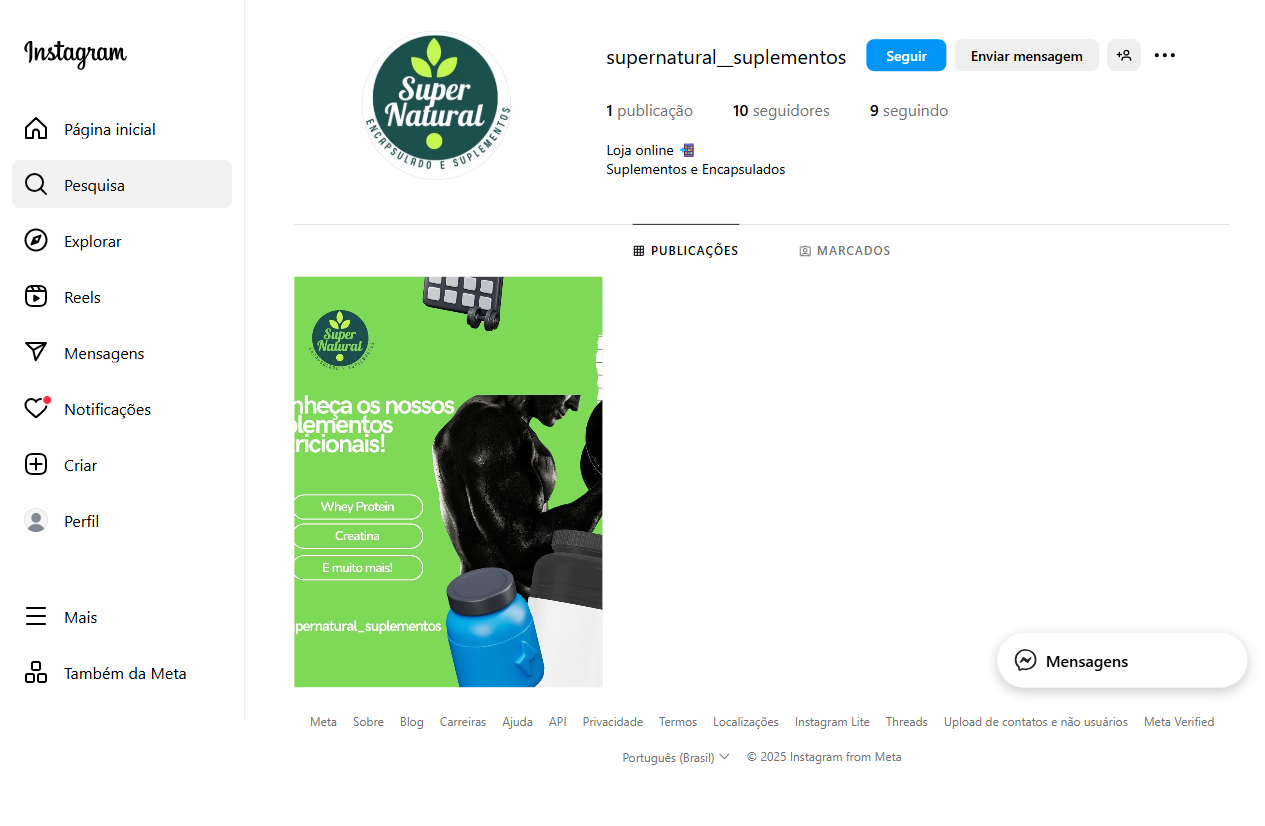 Instagram
Página inicial
Pesquisa
Explorar
Reels
Mensagens
Notificações
Criar
Perfil
Mais
Também da Meta
Super
Natural
ENCAPSULADO E SUPLEMENTOS
supernatural__suplementos
Seguir
Enviar mensagem
1 publicação 10 seguidores 9 seguindo
Loja online
Suplementos e Encapsulados
PUBLICAÇÕES
MARCADOS
Super
Natural
nheça os nossos
plementos
tricionais!
Whey Protein
Creatina
E muito mais!
pernatural_suplementos
Mensagens
Meta Sobre Blog Carreiras Ajuda API Privacidade Termos Localizações Instagram Lite Threads Upload de contatos e não usuários Meta Verified
Português (Brasil) © 2025 Instagram from Meta